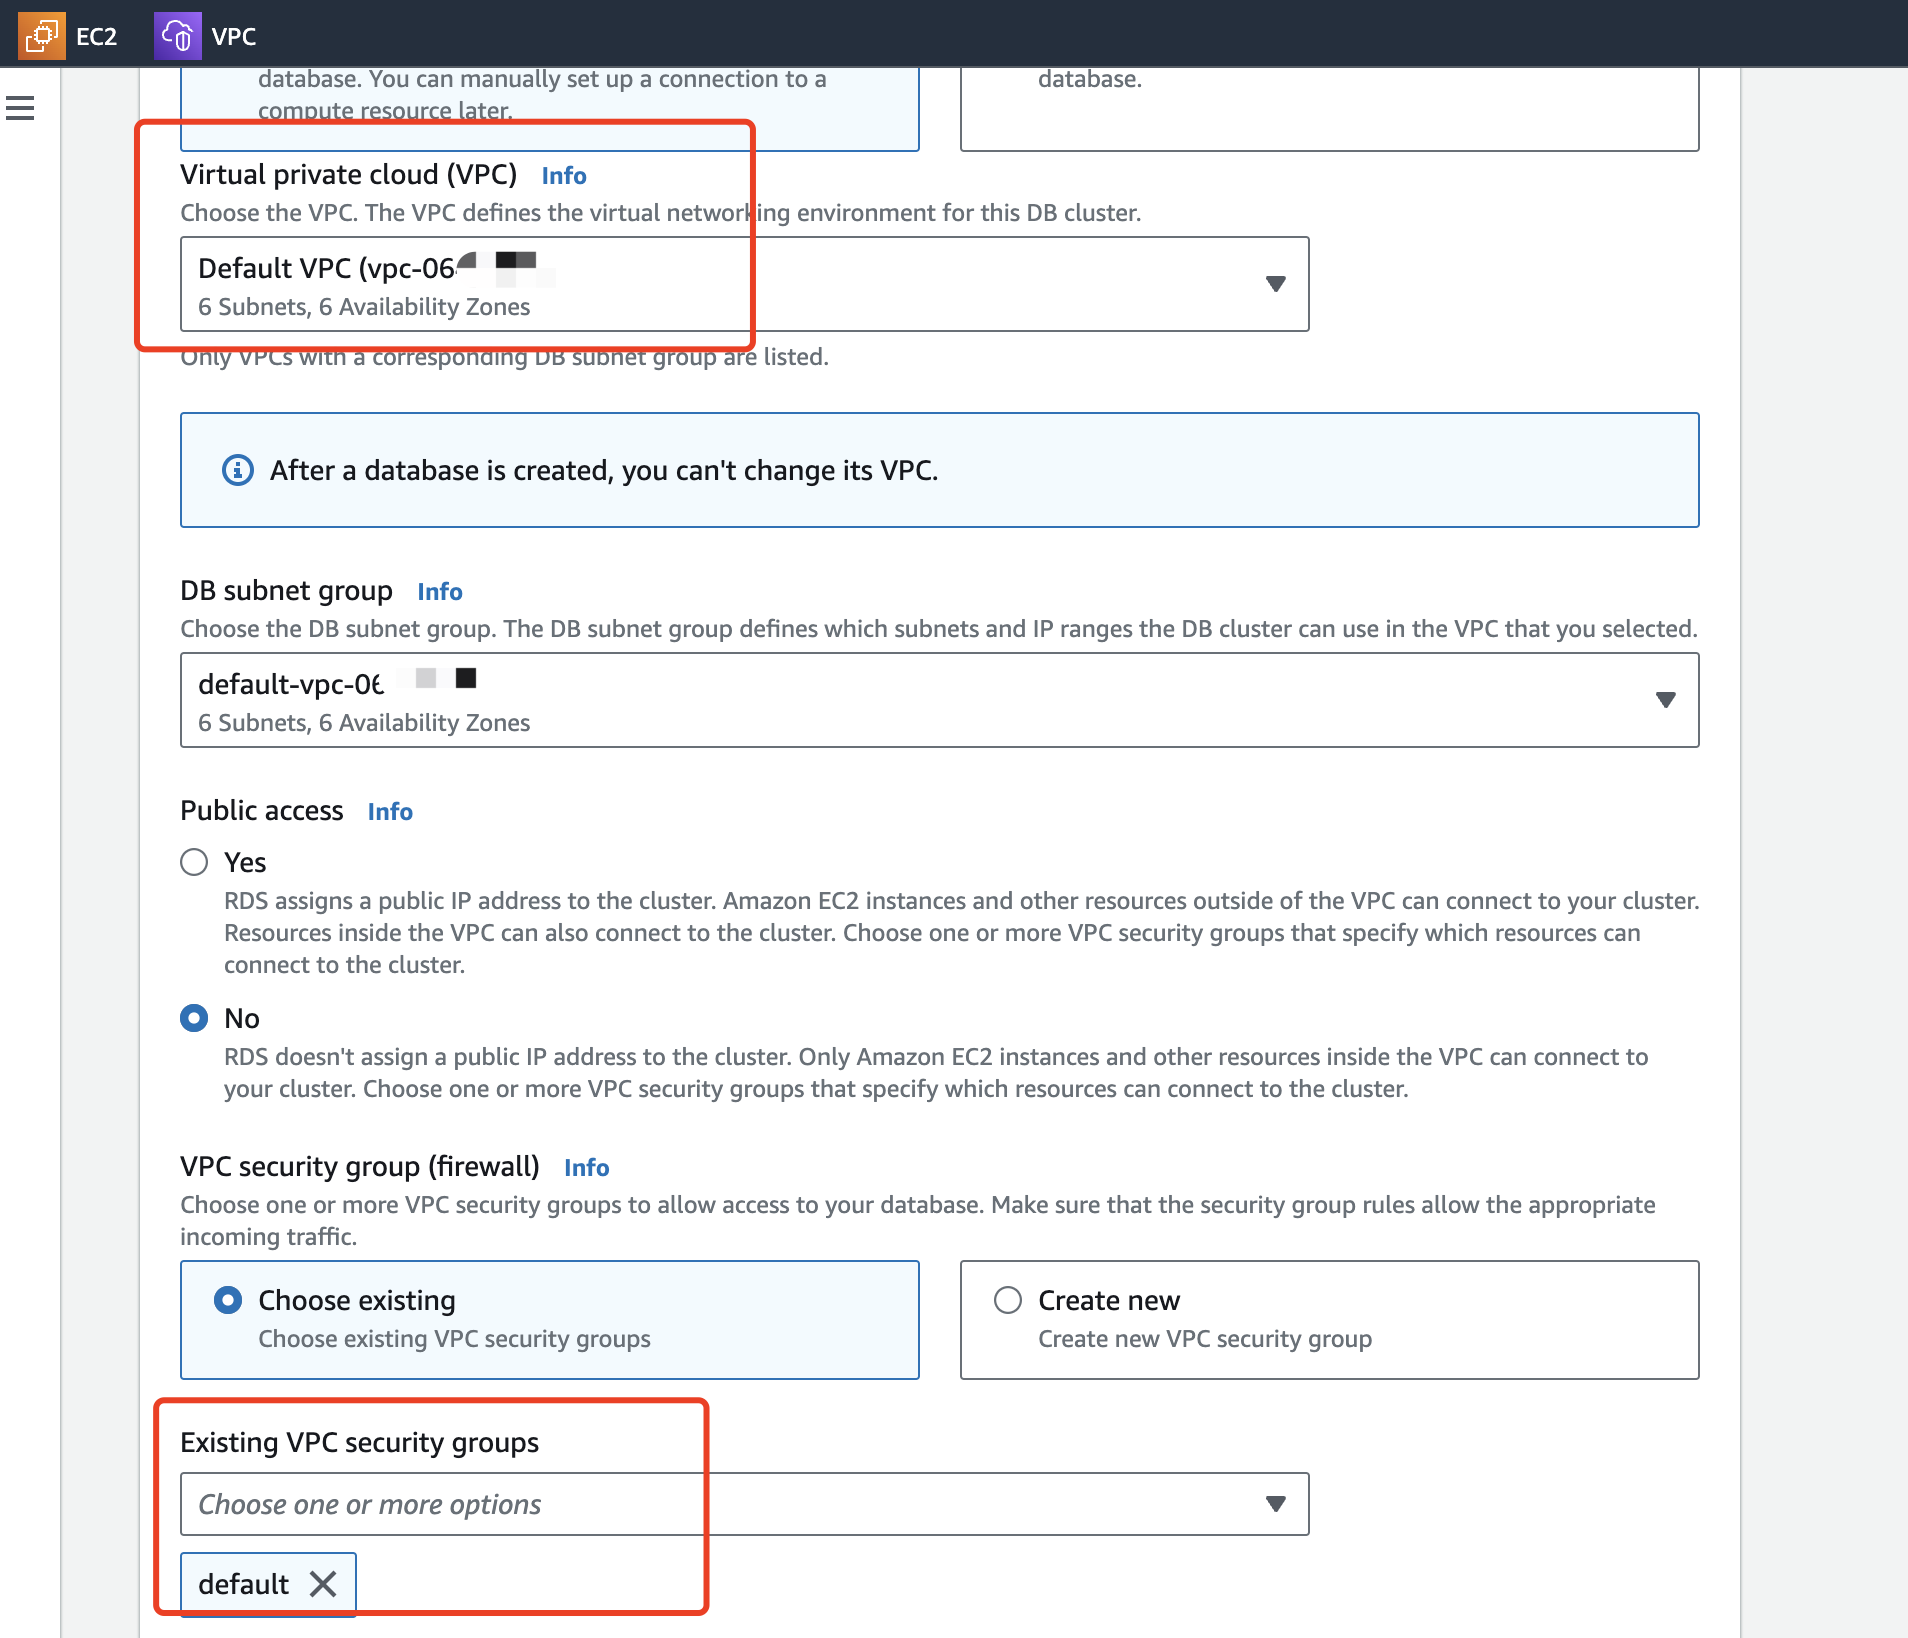 EC2 VPC
database. You can manually set up a connection to a
compute resource later.
database.
Virtual private cloud (VPC) Info
Choose the VPC. The VPC defines the virtual networking environment for this DB cluster.
Default VPC (vpc-06
6 Subnets, 6 Availability Zones
Only VPCs with a corresponding DB subnet group are listed.
After a database is created, you can't change its VPC.
DB subnet group Info
Choose the DB subnet group. The DB subnet group defines which subnets and IP ranges the DB cluster can use in the VPC that you selected.
default-vpc-06
6 Subnets, 6 Availability Zones
Public access Info
Yes
RDS assigns a public IP address to the cluster. Amazon EC2 instances and other resources outside of the VPC can connect to your cluster.
Resources inside the VPC can also connect to the cluster. Choose one or more VPC security groups that specify which resources can
connect to the cluster.
No
RDS doesn't assign a public IP address to the cluster. Only Amazon EC2 instances and other resources inside the VPC can connect to
your cluster. Choose one or more VPC security groups that specify which resources can connect to the cluster.
VPC security group (firewall) Info
Choose one or more VPC security groups to allow access to your database. Make sure that the security group rules allow the appropriate
incoming traffic.
Choose existing
Choose existing VPC security groups
Create new
Create new VPC security group
Existing VPC security groups
Choose one or more options
default